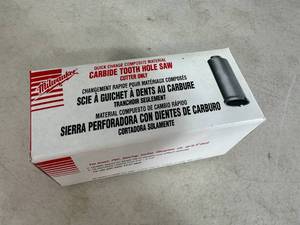 Milwaukee
QUICK CHANGE COMPOSITE MATERIAL
CARBIDE TOOTH HOLE SAW
CUTTER ONLY
CHANGEMENT RAPIDE POUR MATÉRIAUX COMPOSÉS
SCIE À GUICHET À DENTS AU CARBURE
TRANCHOIR SEULEMENT
MATERIAL COMPUESTO DE CAMBIO RÁPIDO
SIERRA PERFORADORA CON DIENTES DE CARBURO
CORTADORA SOLAMENTE